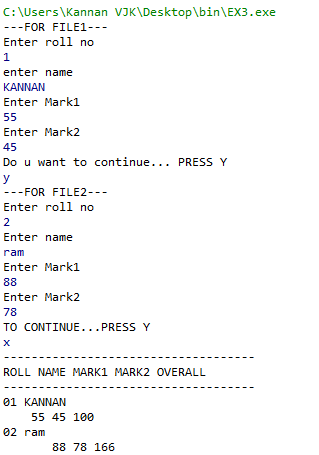 C:\Users\Kannan VJK\Desktop\bin\EX3.exe
---FOR FILE1---
Enter roll no
1
enter name
KANNAN
Enter Mark1
55
Enter Mark2
45
Do u want to continue... PRESS Y
y
---FOR FILE2---
Enter roll no
2
Enter name
ram
Enter Mark1
88
Enter Mark2
78
TO CONTINUE...PRESS Y
x
------------------------------------
ROLL NAME MARK1 MARK2 OVERALL
------------------------------------
01 KANNAN
    55 45 100
02 ram
       88 78 166